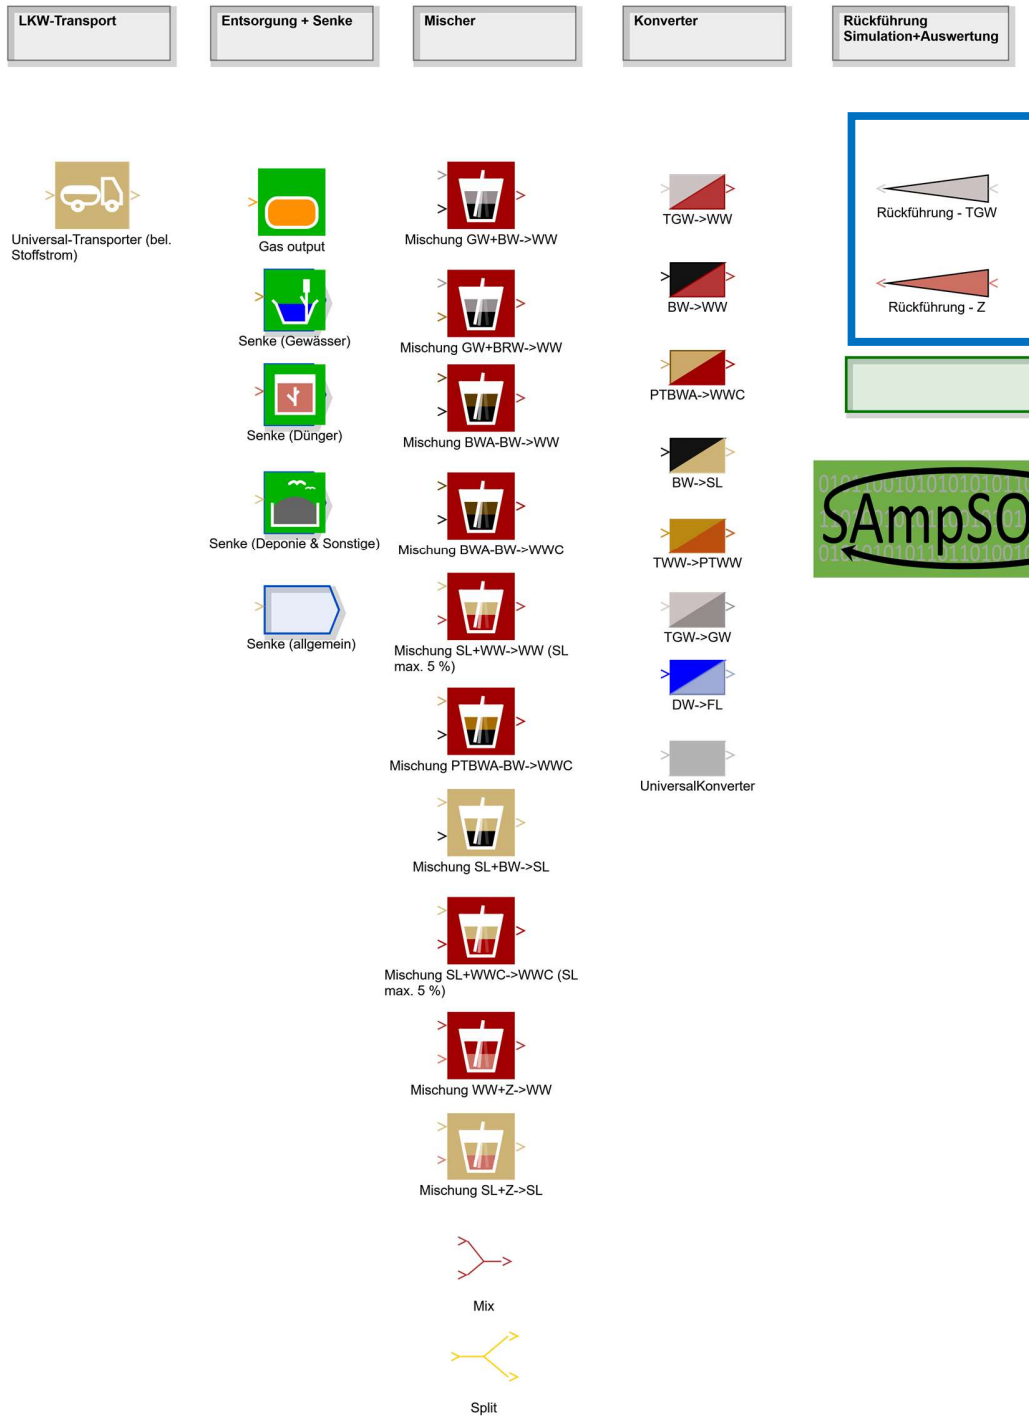 LKW-Transport
Entsorgung + Senke
Mischer
Konverter
Rückführung
Simulation+Auswertung
Universal-Transporter (bel.
Stoffstrom)
Gas output
Senke (Gewässer)
Senke (Dünger)
Senke (Deponie & Sonstige)
Senke (allgemein)
Mischung GW+BW->WW
Mischung GW+BRW->WW
Mischung BWA-BW->WW
Mischung BWA-BW->WWC
Mischung SL+WW->WW (SL
max. 5 %)
Mischung PTBWA-BW->WWC
Mischung SL+BW->SL
Mischung SL+WWC->WWC (SL
max. 5 %)
Mischung WW+Z->WW
Mischung SL+Z->SL
Mix
Split
TGW->WW
BW->WW
PTBWA->WWC
BW->SL
TWW->PTWW
TGW->GW
DW->FL
UniversalKonverter
Rückführung - TGW
Rückführung - Z
SAmpSO